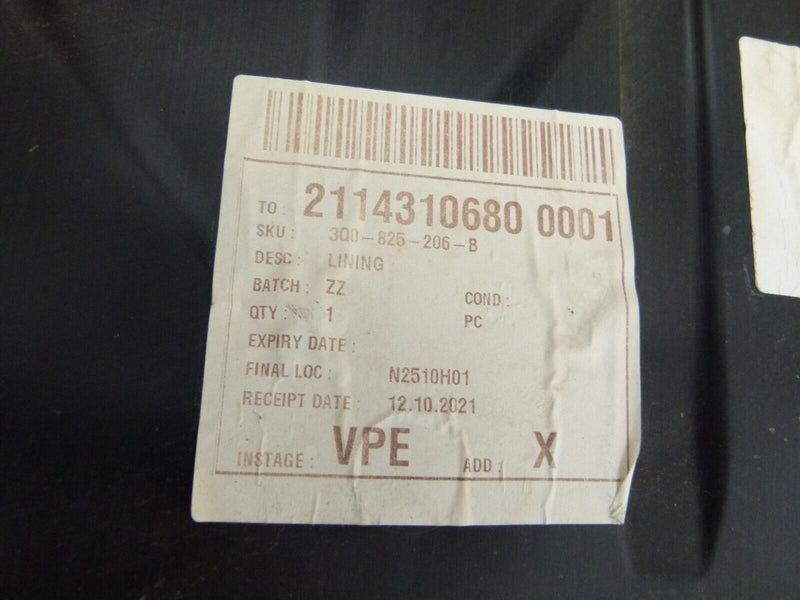 TO : 2114310680 0001
SKU : 3Q0-825-206-B
DESC : LINING
BATCH : ZZ COND :
QTY : 1 PC
EXPIRY DATE :
FINAL LOC : N2510H01
RECEIPT DATE : 12.10.2021
INSTAGE : VPE ADD : X